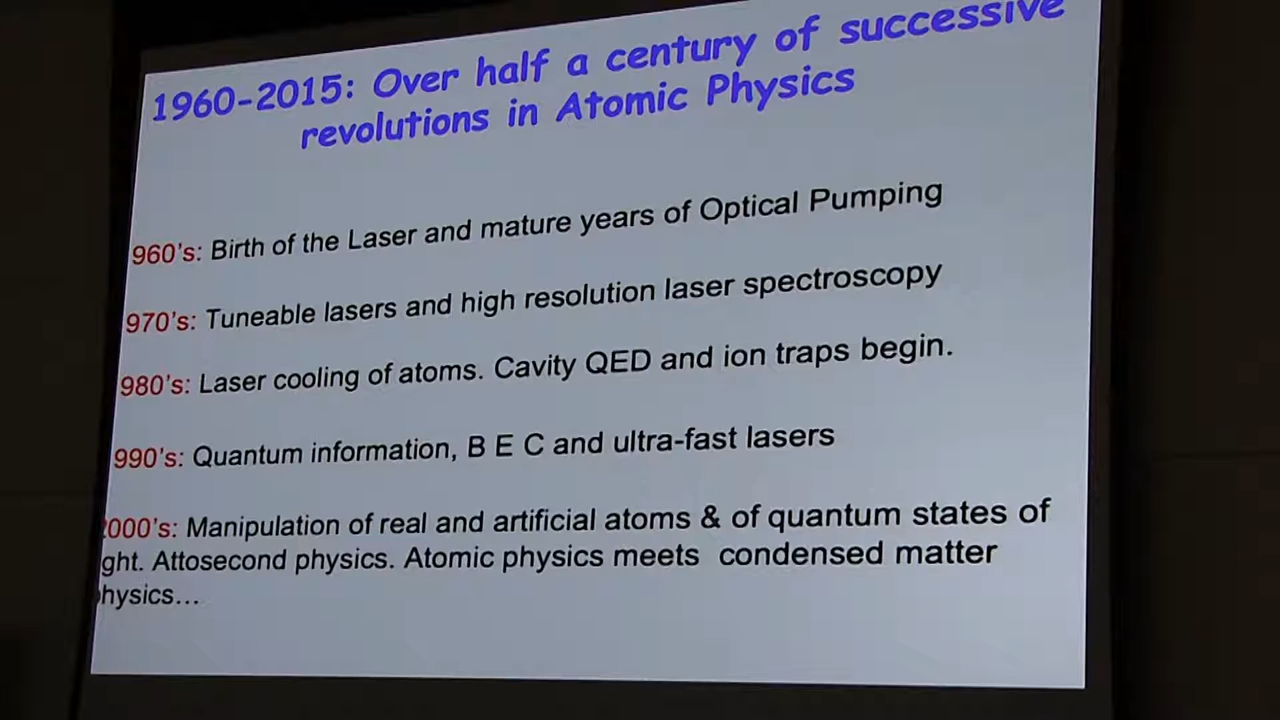 1960-2015: Over half a century of successive
revolutions in Atomic Physics
960's: Birth of the Laser and mature years of Optical Pumping
970's: Tuneable lasers and high resolution laser spectroscopy
980's: Laser cooling of atoms. Cavity QED and ion traps begin.
990's: Quantum information, B E C and ultra-fast lasers
000's: Manipulation of real and artificial atoms & of quantum states of
ght. Attosecond physics. Atomic physics meets condensed matter
hysics…